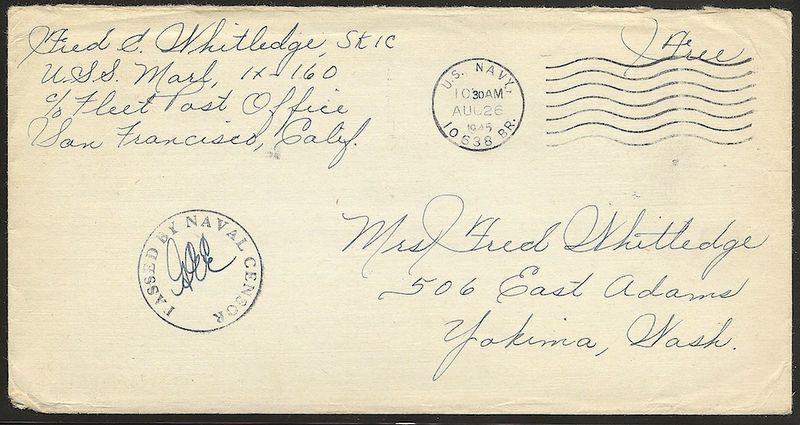 Fred E. Whitledge, SK1C
U.S.S. Marl, IX-160
c/o Fleet Post Office
San Francisco, Calif.
Free
U.S. NAVY,
10 30 AM
AUG 26
1945
10638 BR.
PASSED BY NAVAL CENSOR
Mrs Fred Whitledge
506 East Adams
Yakima, Wash.